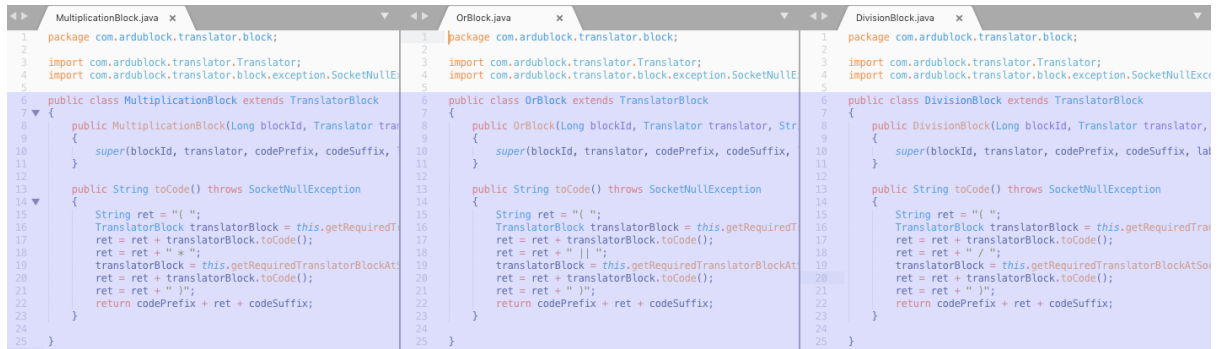 MultiplicationBlock.java ×
1 package com.ardublock.translator.block;
2
3 import com.ardublock.translator.Translator;
4 import com.ardublock.translator.block.exception.SocketNullE
5
6 public class MultiplicationBlock extends TranslatorBlock
7 {
8 public MultiplicationBlock(Long blockId, Translator tra
9 {
10 super(blockId, translator, codePrefix, codeSuffix,
11 }
12
13 public String toCode() throws SocketNullException
14 {
15 String ret = "( ";
16 TranslatorBlock translatorBlock = this.getRequiredT
17 ret = ret + translatorBlock.toCode();
18 ret = ret + " * ";
19 translatorBlock = this.getRequiredTranslatorBlockAtS
20 ret = ret + translatorBlock.toCode();
21 ret = ret + " )";
22 return codePrefix + ret + codeSuffix;
23 }
24
25 }
OrBlock.java ×
1 package com.ardublock.translator.block;
2
3 import com.ardublock.translator.Translator;
4 import com.ardublock.translator.block.exception.SocketNullE
5
6 public class OrBlock extends TranslatorBlock
7 {
8 public OrBlock(Long blockId, Translator translator, Str
9 {
10 super(blockId, translator, codePrefix, codeSuffix,
11 }
12
13 public String toCode() throws SocketNullException
14 {
15 String ret = "( ";
16 TranslatorBlock translatorBlock = this.getRequiredT
17 ret = ret + translatorBlock.toCode();
18 ret = ret + " || ";
19 translatorBlock = this.getRequiredTranslatorBlockAtS
20 ret = ret + translatorBlock.toCode();
21 ret = ret + " )";
22 return codePrefix + ret + codeSuffix;
23 }
24
25 }
DivisionBlock.java ×
1 package com.ardublock.translator.block;
2
3 import com.ardublock.translator.Translator;
4 import com.ardublock.translator.block.exception.SocketNullExce
5
6 public class DivisionBlock extends TranslatorBlock
7 {
8 public DivisionBlock(Long blockId, Translator translator,
9 {
10 super(blockId, translator, codePrefix, codeSuffix, lab
11 }
12
13 public String toCode() throws SocketNullException
14 {
15 String ret = "( ";
16 TranslatorBlock translatorBlock = this.getRequiredTra
17 ret = ret + translatorBlock.toCode();
18 ret = ret + " / ";
19 translatorBlock = this.getRequiredTranslatorBlockAtSoc
20 ret = ret + translatorBlock.toCode();
21 ret = ret + " )";
22 return codePrefix + ret + codeSuffix;
23 }
24
25 }